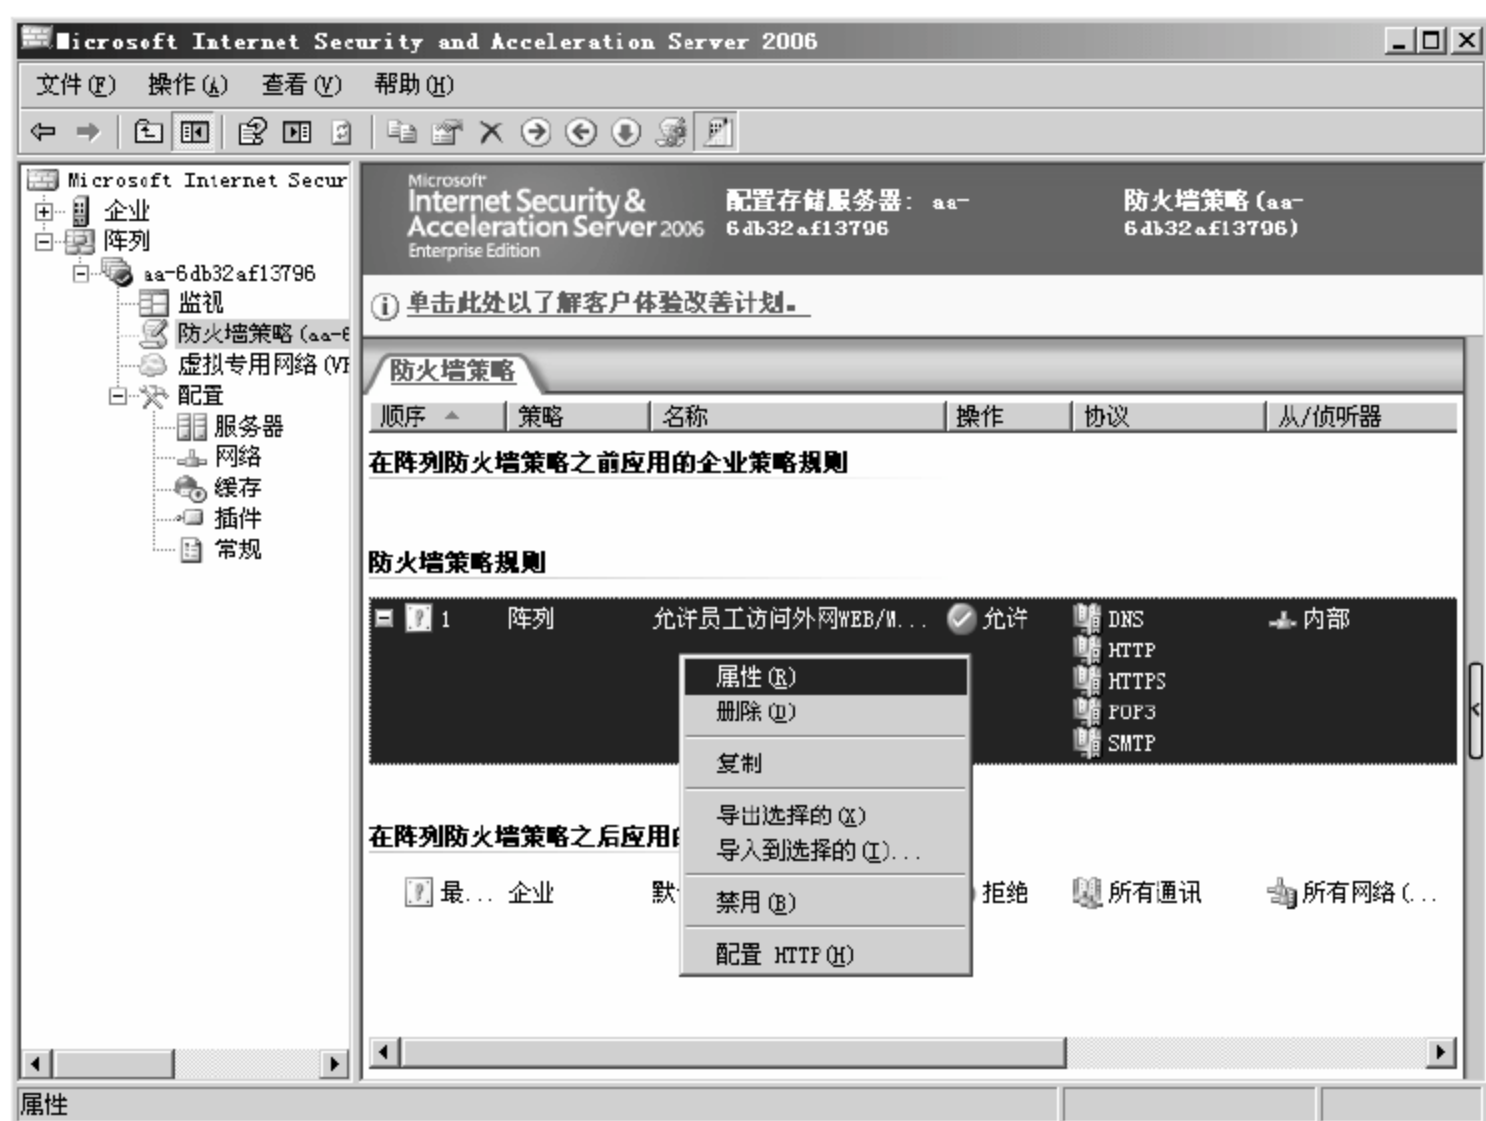 Microsoft Internet Security and Acceleration Server 2006
文件(F) 操作(A) 查看(V) 帮助(H)
Microsoft Internet Secur
企业
阵列
aa-6db32af13796
监视
防火墙策略(aa-6
虚拟专用网络(VP
配置
服务器
网络
缓存
插件
常规
Microsoft
Internet Security &
Acceleration Server 2006
Enterprise Edition
配置存储服务器: aa-
6db32af13796
防火墙策略(aa-
6db32af13796)
单击此处以了解客户体验改善计划。
防火墙策略
顺序 策略 名称 操作 协议 从/侦听器
在阵列防火墙策略之前应用的企业策略规则
防火墙策略规则
1 阵列 允许员工访问外网WEB/M... 允许 DNS 内部
HTTP
HTTPS
POP3
SMTP
属性(R)
删除(D)
复制
导出选择的(X)
导入到选择的(I)...
禁用(B)
配置 HTTP(H)
在阵列防火墙策略之后应用
最... 企业 默 拒绝 所有通讯 所有网络(...
属性